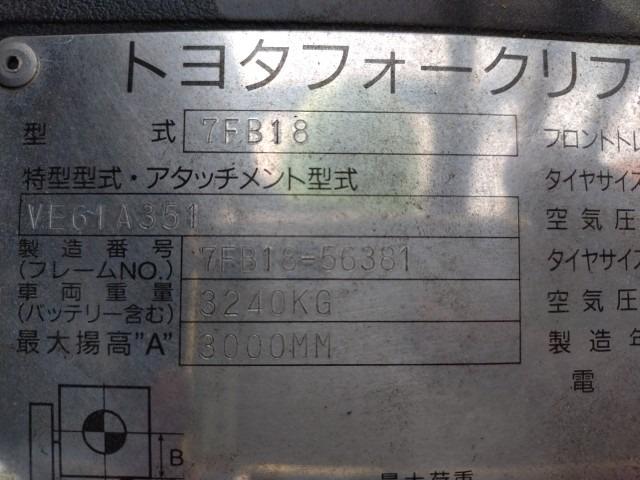 トヨタフォークリフ
型 式 7FB18 フロントトレ
特型型式・アタッチメント型式 タイヤサイズ
VE61A351 空気圧
製造番号
(フレームNO.) 7FB18-56381 タイヤサイズ
車両重量
(バッテリー含む) 3240KG 空気圧
最大揚高"A" 3000MM 製造年
電
B
最大荷重